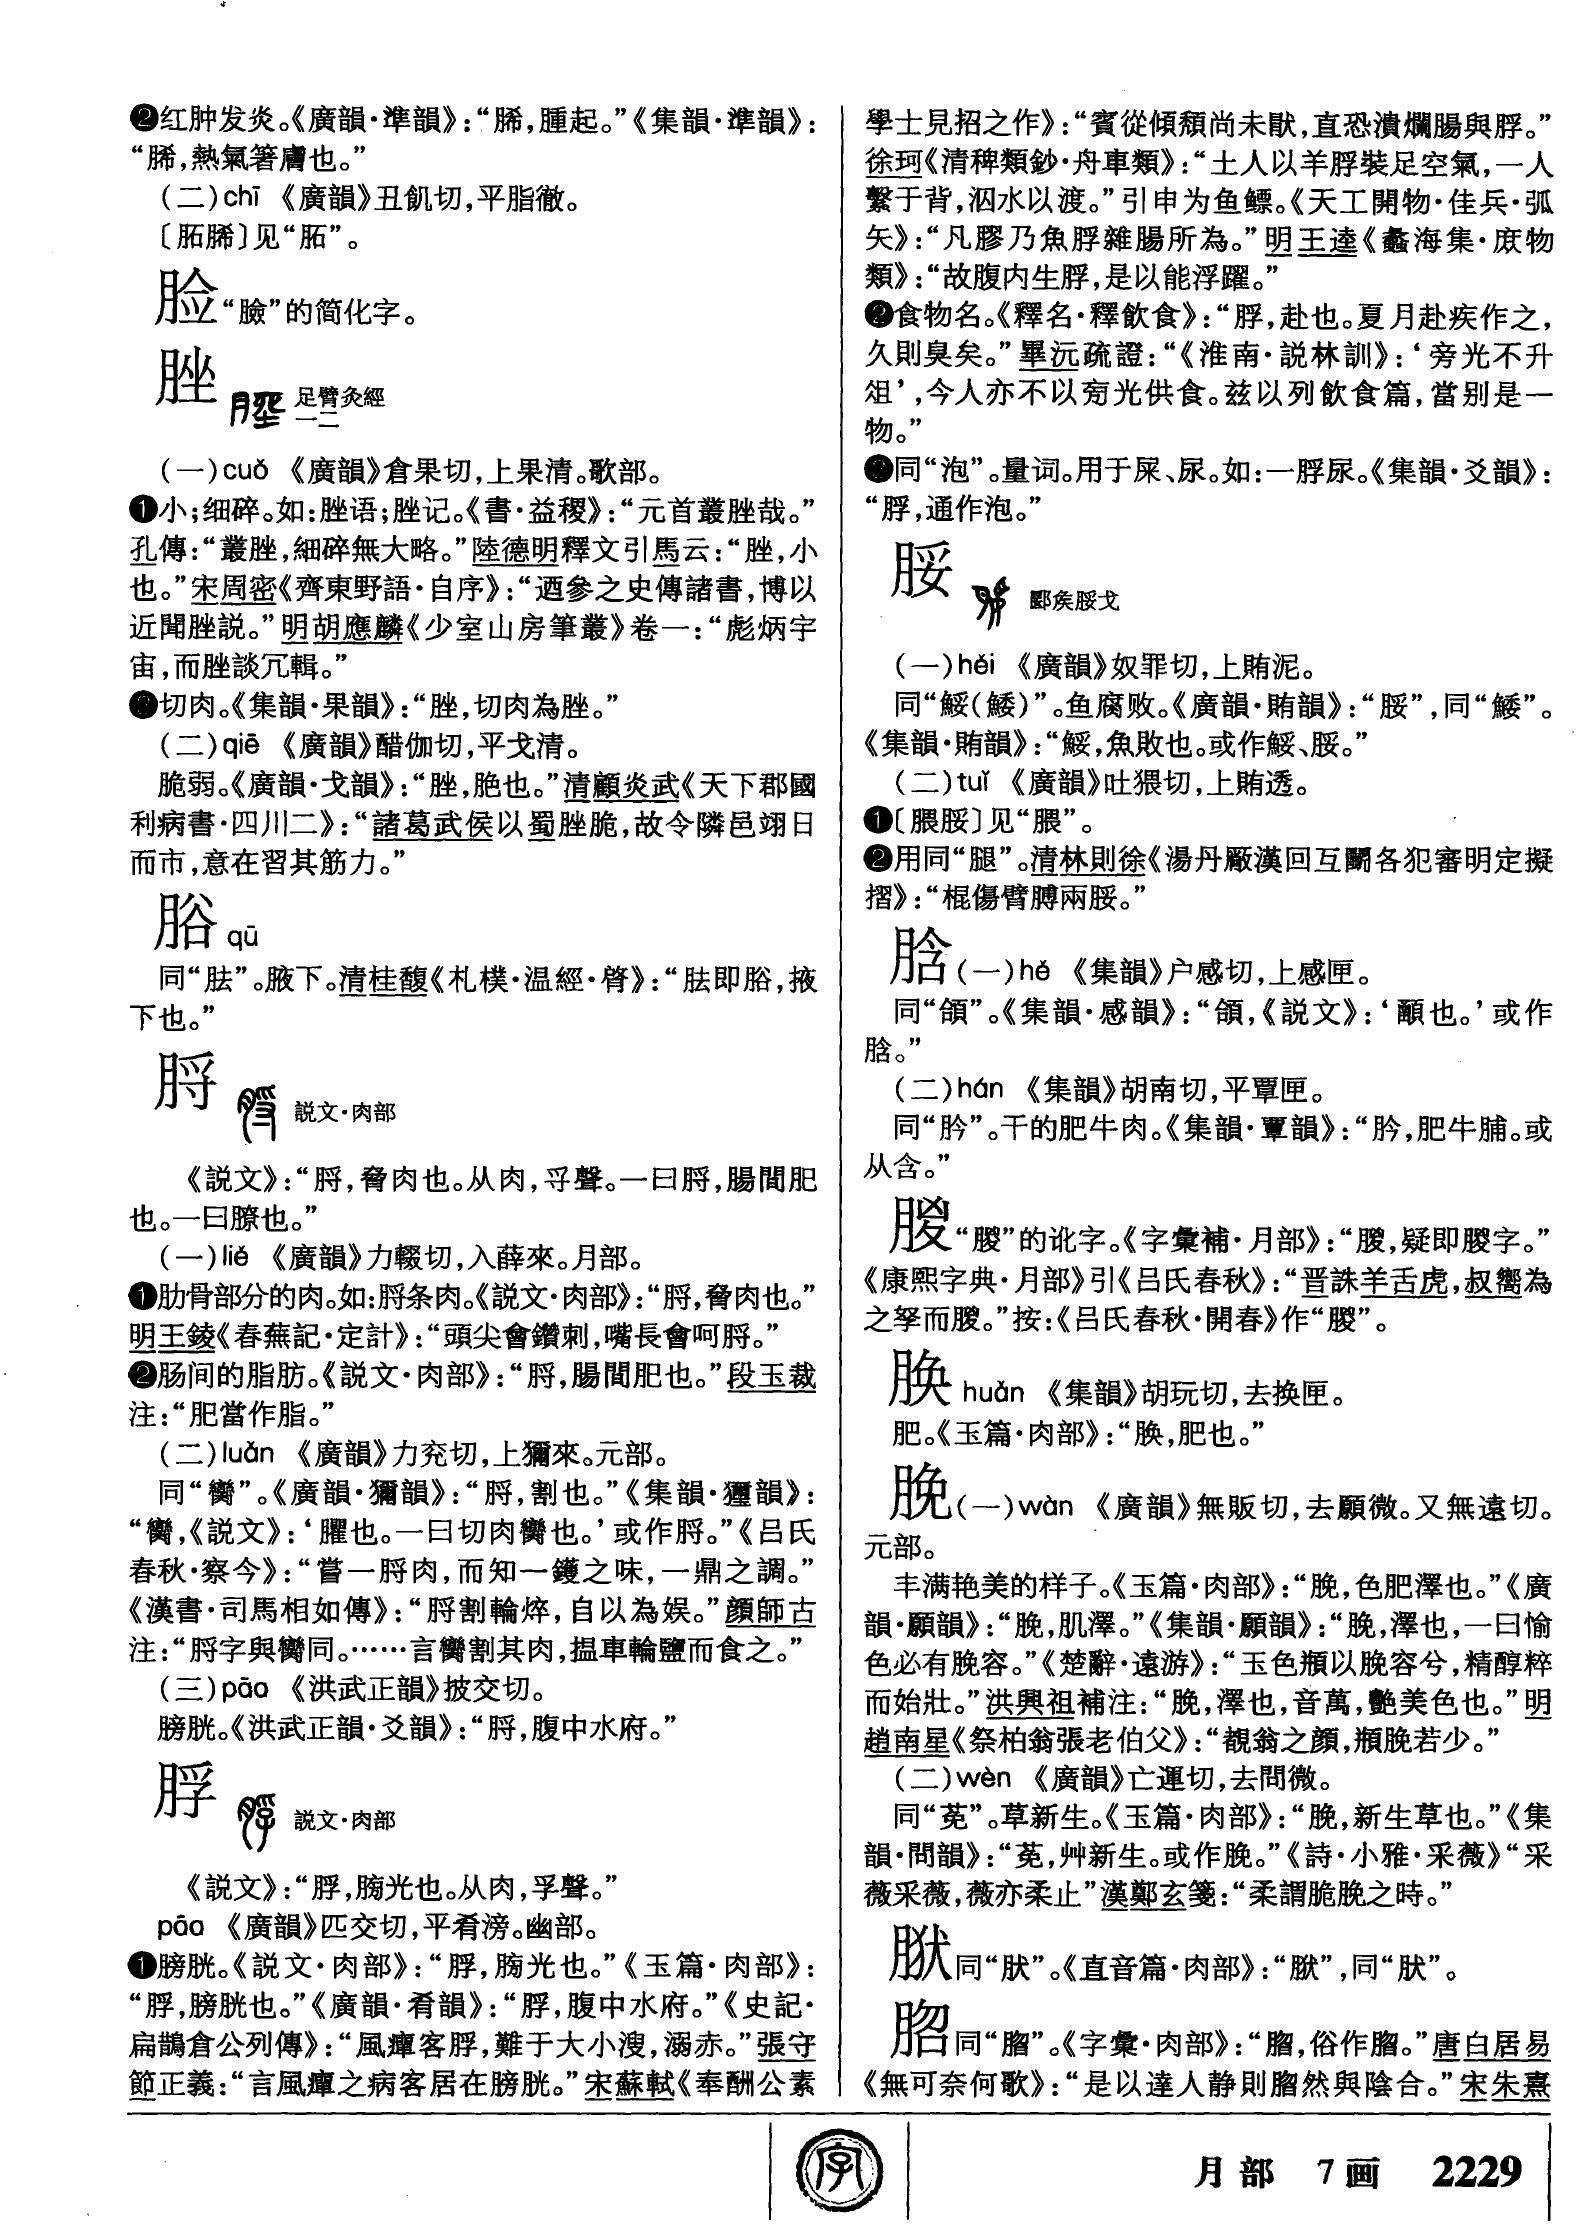 ❷红肿发炎。《廣韻·準韻》：“脪，腫起。”《集韻·準韻》：
“脪，熱氣箸膚也。”
(二)chī 《廣韻》丑飢切，平脂徹。
〔𦙶脪〕见“𦙶”。
脸“臉”的简化字。
脞 足臂灸經
一二
(一)cuǒ 《廣韻》倉果切，上果清。歌部。
❶小；细碎。如：脞语；脞记。《書·益稷》：“元首叢脞哉。”
孔傳：“叢脞，細碎無大略。”陸德明釋文引馬云：“脞，小
也。”宋周密《齊東野語·自序》：“迺參之史傳諸書，博以
近聞脞説。”明胡應麟《少室山房筆叢》卷一：“彪炳宇
宙，而脞談冗輯。”
❷切肉。《集韻·果韻》：“脞，切肉為脞。”
(二)qiē 《廣韻》醋伽切，平戈清。
脆弱。《廣韻·戈韻》：“脞，脃也。”清顧炎武《天下郡國
利病書·四川二》：“諸葛武侯以蜀脞脆，故令隣邑翊日
而市，意在習其筋力。”
𦛚 qū
同“胠”。腋下。清桂馥《札樸·温經·膂》：“胠即𦛚，掖
下也。”
脟 説文·肉部
《説文》：“脟，脅肉也。从肉，寽聲。一曰脟，腸間肥
也。一曰膫也。”
(一)lié 《廣韻》力輟切，入薛來。月部。
❶肋骨部分的肉。如：脟条肉。《説文·肉部》：“脟，脅肉也。”
明王錂《春蕪記·定計》：“頭尖會鑽刺，嘴長會呵脟。”
❷肠间的脂肪。《説文·肉部》：“脟，腸間肥也。”段玉裁
注：“肥當作脂。”
(二)luǎn 《廣韻》力兖切，上獮來。元部。
同“臠”。《廣韻·獮韻》：“脟，割也。”《集韻·獮韻》：
“臠，《説文》：‘臞也。一曰切肉臠也。’或作脟。”《吕氏
春秋·察今》：“嘗一脟肉，而知一鑊之味，一鼎之調。”
《漢書·司馬相如傳》：“脟割輪焠，自以為娱。”顔師古
注：“脟字與臠同。……言臠割其肉，揾車輪鹽而食之。”
(三)pāo 《洪武正韻》披交切。
膀胱。《洪武正韻·爻韻》：“脟，腹中水府。”
脬 説文·肉部
《説文》：“脬，胟光也。从肉，孚聲。”
pāo 《廣韻》匹交切，平肴滂。幽部。
❶膀胱。《説文·肉部》：“脬，光也。”《玉篇·肉部》：
“脬，膀胱也。”《廣韻·肴韻》：“脬，腹中水府。”《史記·
扁鵲倉公列傳》：“風癉客脬，難于大小溲，溺赤。”張守
節正義：“言風癉之病客居在膀胱。”宋蘇軾《奉酬公素
學士見招之作》：“賓從傾頽尚未猒，直恐潰爛腸與脬。”
徐珂《清稗類鈔·舟車類》：“土人以羊脬裝足空氣，一人
繫于背，泅水以渡。”引申为鱼鳔。《天工開物·佳兵·弧
矢》：“凡膠乃魚脬雜腸所為。”明王逵《蠡海集·庶物
類》：“故腹内生脬，是以能浮躍。”
❷食物名。《釋名·釋飲食》：“脬，赴也。夏月赴疾作之，
久則臭矣。”畢沅疏證：“《淮南·説林訓》：‘旁光不升
俎’，今人亦不以旁光供食。兹以列飲食篇，當别是一
物。”
❸同“泡”。量词。用于屎、尿。如：一脬尿。《集韻·爻韻》：
“脬，通作泡。”
脮 郾矦脮戈
(一)něi 《廣韻》奴罪切，上賄泥。
同“鮾(鯘)”。鱼腐败。《廣韻·賄韻》：“脮”，同“鯘”。
《集韻·賄韻》：“鮾，魚敗也。或作鮾、脮。”
(二)tuǐ 《廣韻》吐猥切，上賄透。
❶〔腲脮〕见“腲”。
❷用同“腿”。清林則徐《湯丹厰漢回互鬭各犯審明定擬
摺》：“棍傷臂膊兩脮。”
𦛜(一)hé 《集韻》户感切，上感匣。
同“頜”。《集韻·感韻》：“頜，《説文》：‘顄也。’或作
𦛜。”
(二)hán 《集韻》胡南切，平覃匣。
同“肣”。干的肥牛肉。《集韻·覃韻》：“肣，肥牛脯。或
从含。”
“朡”的讹字。《字彙補·月部》：“，疑即朡字。”
《康熙字典·月部》引《吕氏春秋》：“晋誅羊舌虎，叔嚮為
之孥而。”按：《吕氏春秋·開春》作“朡”。
䏷 huàn 《集韻》胡玩切，去换匣。
肥。《玉篇·肉部》：“，肥也。”
脕(一)wàn 《廣韻》無販切，去願微。又無遠切。
元部。
丰满艳美的样子。《玉篇·肉部》：“脕，色肥澤也。”《廣
韻·願韻》：“脕，肌澤。”《集韻·願韻》：“脕，澤也，一曰愉
色必有脕容。”《楚辭·遠游》：“玉色頩以脕容兮，精醇粹
而始壯。”洪興祖補注：“脕，澤也，音萬，艷美色也。”明
趙南星《祭柏翁張老伯父》：“覩翁之顔，頩脕若少。”
(二)wèn 《廣韻》亡運切，去問微。
同“莬”。草新生。《玉篇·肉部》：“脕，新生草也。”《集
韻·問韻》：“莬，艸新生。或作脕。”《詩·小雅·采薇》“采
薇采薇，薇亦柔止”漢鄭玄箋：“柔謂脆脕之時。”
同“肰”。《直音篇·肉部》：“”，同“肰”。
同“䐇”。《字彙·肉部》：“，俗作。”唐白居易
《無可奈何歌》：“是以達人静則然與陰合。”宋朱熹
月部 7画 2229